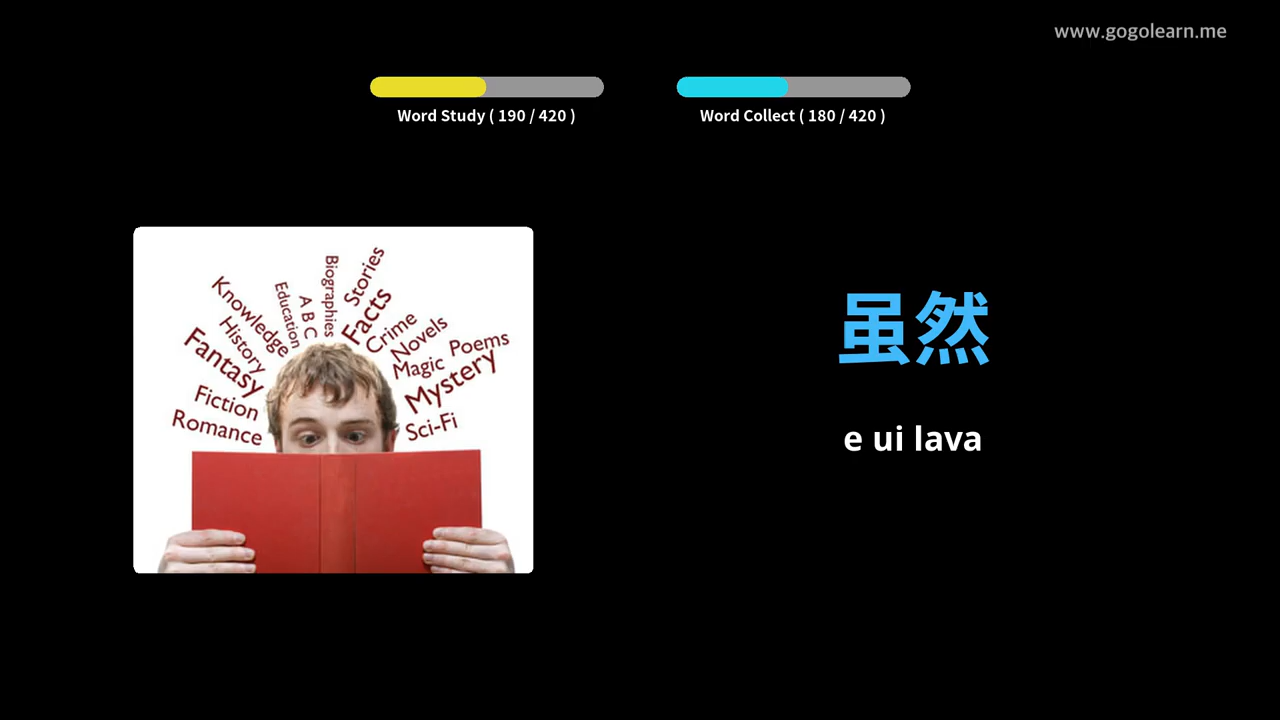 www.gogolearn.me
Word Study ( 190 / 420 )
Word Collect ( 180 / 420 )
Knowledge
History
Fantasy
Fiction
Romance
Education
A B C
Biographies
Stories
Facts
Crime
Novels
Magic
Poems
Mystery
Sci-Fi
虽然
e ui lava